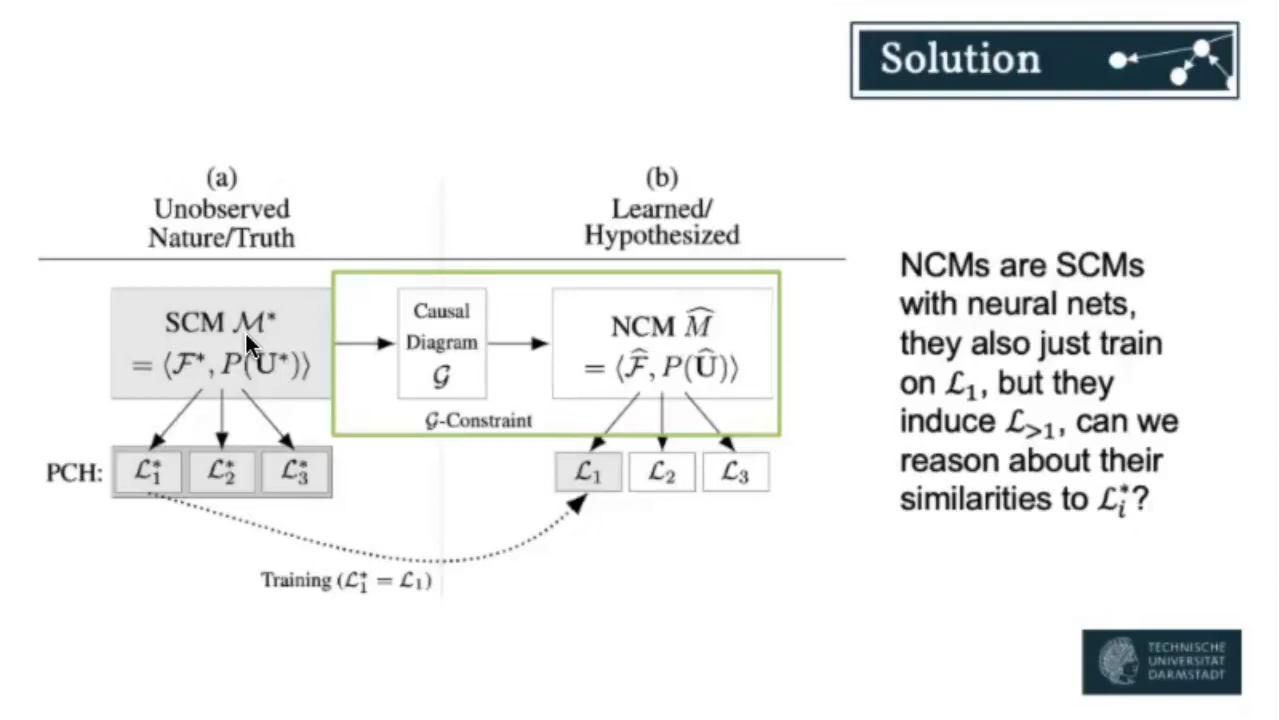 Solution
(a)
Unobserved
Nature/Truth
(b)
Learned/
Hypothesized
SCM ℳ*
= ⟨ℱ*, P(U*)⟩
Causal
Diagram
𝒢
NCM M̂
= ⟨ℱ̂, P(Û)⟩
𝒢-Constraint
PCH:
ℒ₁*
ℒ₂*
ℒ₃*
ℒ₁
ℒ₂
ℒ₃
Training (ℒ₁* = ℒ₁)
NCMs are SCMs
with neural nets,
they also just train
on ℒ₁, but they
induce ℒ>₁, can we
reason about their
similarities to ℒᵢ*?
TECHNISCHE
UNIVERSITÄT
DARMSTADT